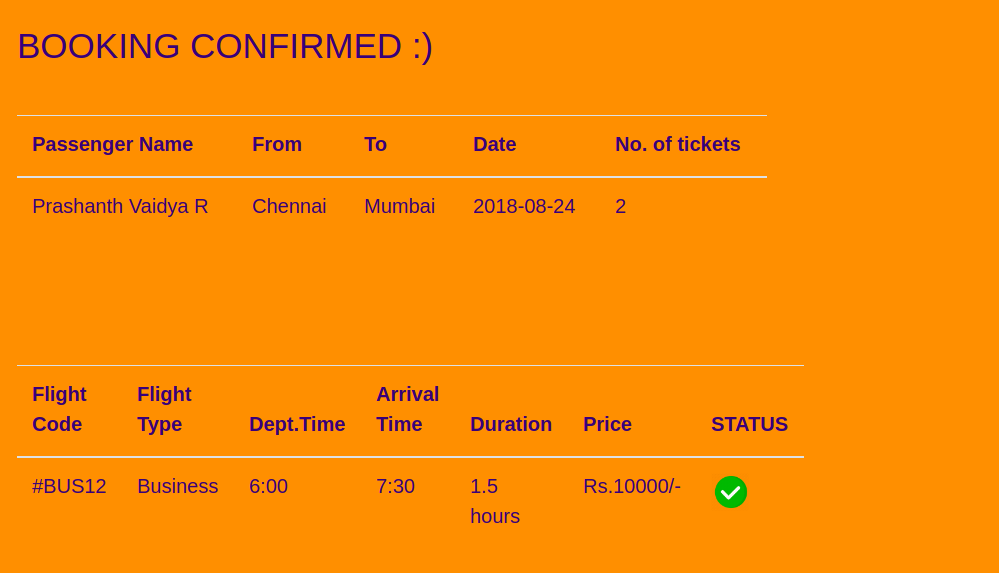 BOOKING CONFIRMED :)
Passenger Name From To Date No. of tickets
Prashanth Vaidya R Chennai Mumbai 2018-08-24 2
Flight Flight Arrival
Code Type Dept.Time Time Duration Price STATUS
#BUS12 Business 6:00 7:30 1.5 Rs.10000/-
hours